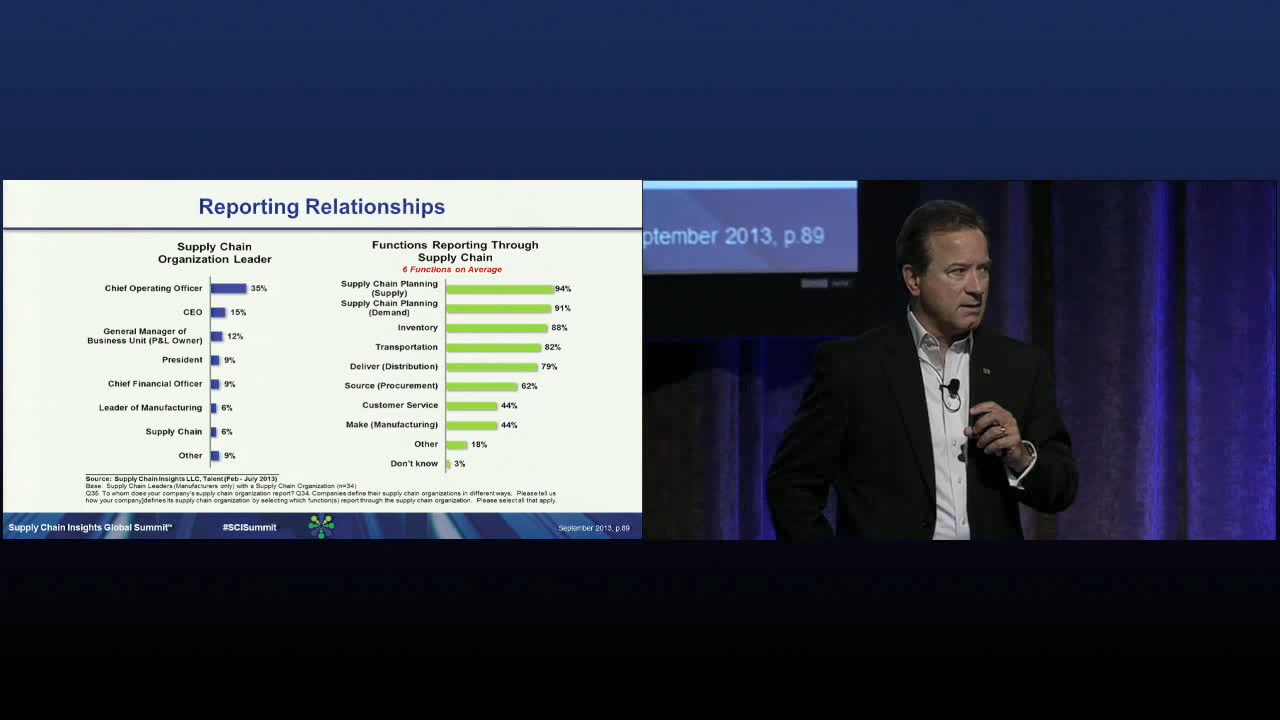 Reporting Relationships
Supply Chain
Organization Leader
Chief Operating Officer 35%
CEO 15%
General Manager of
Business Unit (P&L Owner) 12%
President 9%
Chief Financial Officer 9%
Leader of Manufacturing 6%
Supply Chain 6%
Other 9%
Functions Reporting Through
Supply Chain
6 Functions on Average
Supply Chain Planning
(Supply) 94%
Supply Chain Planning
(Demand) 91%
Inventory 88%
Transportation 82%
Deliver (Distribution) 79%
Source (Procurement) 62%
Customer Service 44%
Make (Manufacturing) 44%
Other 18%
Don't know 3%
Source: Supply Chain Insights LLC, Talent (Feb - July 2013)
Base: Supply Chain Leaders (Manufacturers only) with a Supply Chain Organization (n=34)
Q35. To whom does your company's supply chain organization report? Q34. Companies define their supply chain organizations in different ways. Please tell us
how your company defines its supply chain organization by selecting which function(s) report through the supply chain organization. Please select all that apply.
Supply Chain Insights Global Summit
#SCISummit
September 2013, p.89
ptember 2013, p.89